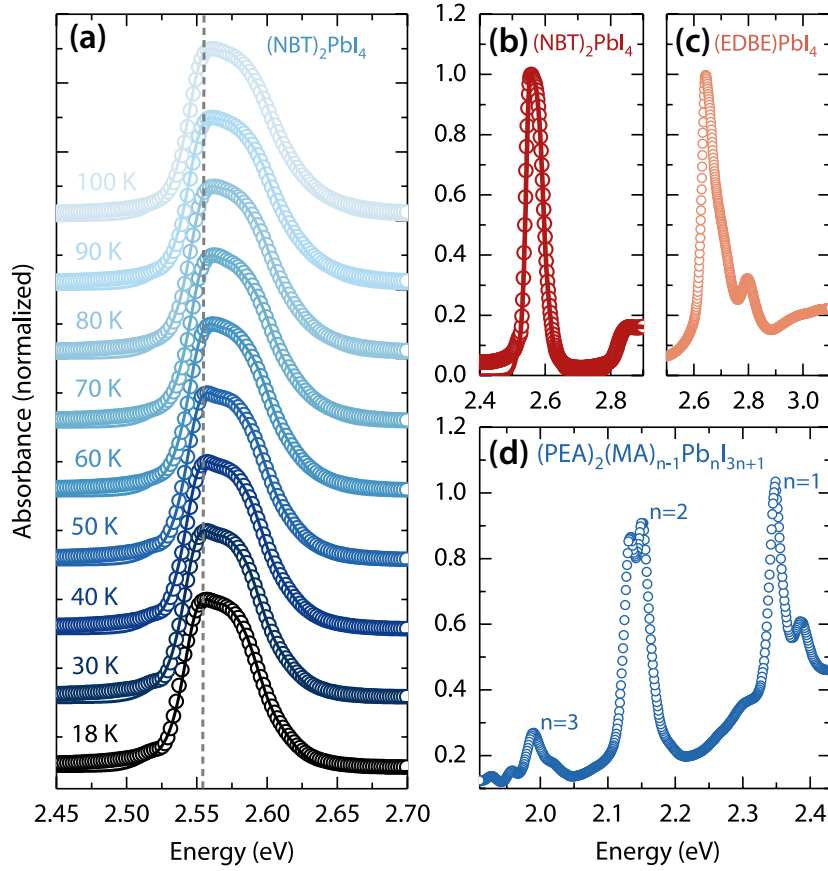 (a)
(NBT)2PbI4
100 K
90 K
80 K
70 K
60 K
50 K
40 K
30 K
18 K
2.45 2.50 2.55 2.60 2.65 2.70
Energy (eV)
Absorbance (normalized)
(b)
(NBT)2PbI4
1.2
1.0
0.8
0.6
0.4
0.2
0.0
2.4 2.6 2.8
(c)
(EDBE)PbI4
2.6 2.8 3.0
(d)
(PEA)2(MA)n-1PbnI3n+1
n=1
n=2
n=3
1.0
0.8
0.6
0.4
0.2
2.0 2.1 2.2 2.3 2.4
Energy (eV)